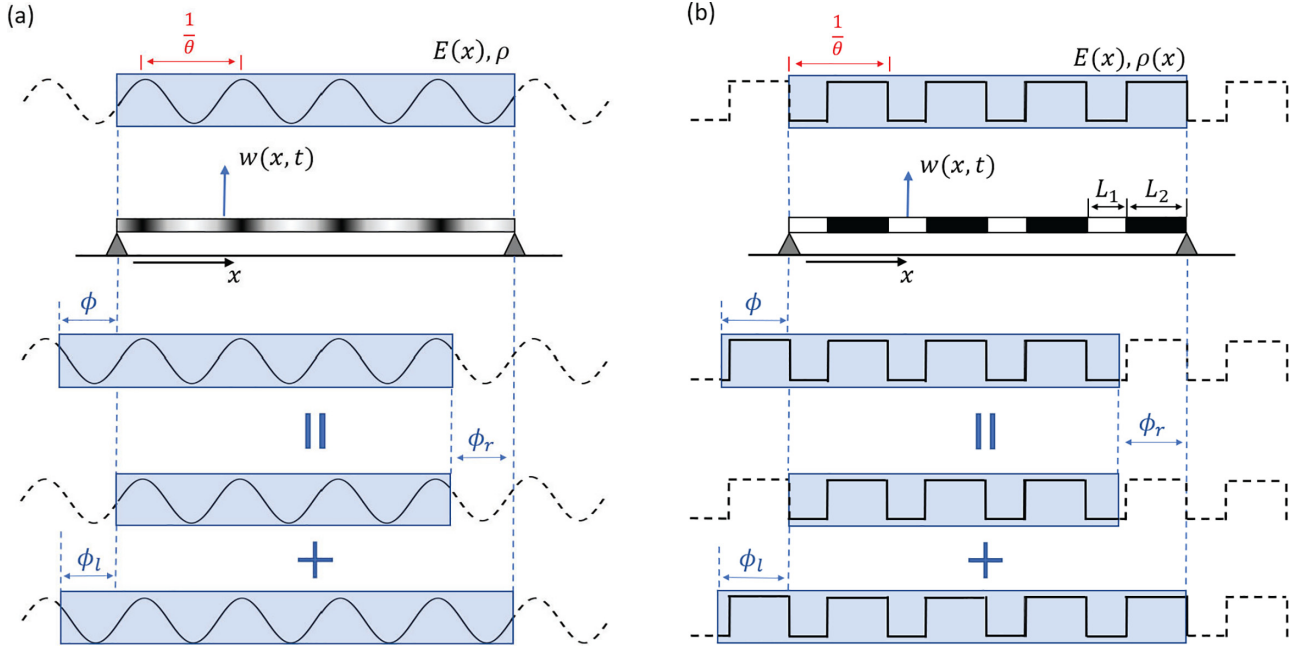 (a)
1/θ
E(x), ρ
w(x, t)
x
ϕ
ϕ_r
ϕ_l
(b)
1/θ
E(x), ρ(x)
w(x, t)
L_1
L_2
x
ϕ
ϕ_r
ϕ_l